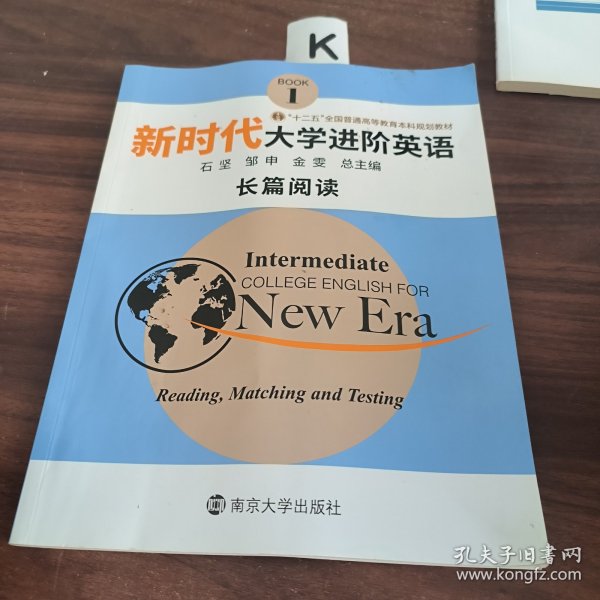 K
BOOK
1
"十二五"全国普通高等教育本科规划教材
新时代大学进阶英语
石坚 邹申 金雯 总主编
长篇阅读
Intermediate
COLLEGE ENGLISH FOR
New Era
Reading, Matching and Testing
南京大学出版社
孔夫子旧书网
www.kongfz.com